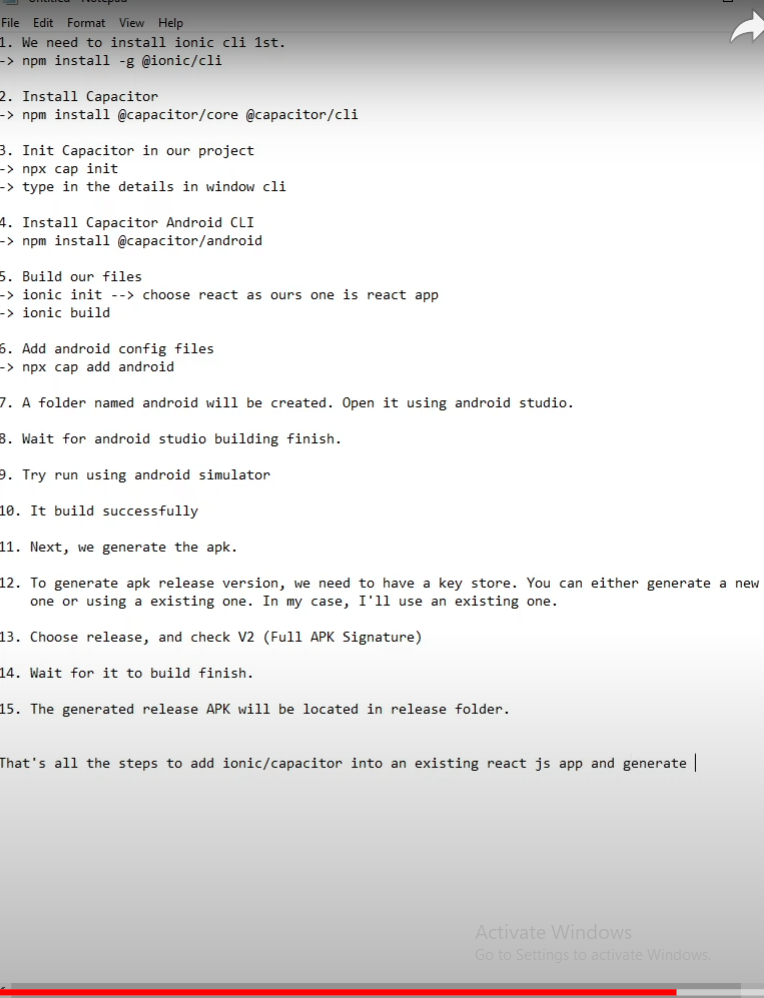 File Edit Format View Help
1. We need to install ionic cli 1st.
-> npm install -g @ionic/cli
2. Install Capacitor
-> npm install @capacitor/core @capacitor/cli
3. Init Capacitor in our project
-> npx cap init
-> type in the details in window cli
4. Install Capacitor Android CLI
-> npm install @capacitor/android
5. Build our files
-> ionic init --> choose react as ours one is react app
-> ionic build
6. Add android config files
-> npx cap add android
7. A folder named android will be created. Open it using android studio.
8. Wait for android studio building finish.
9. Try run using android simulator
10. It build successfully
11. Next, we generate the apk.
12. To generate apk release version, we need to have a key store. You can either generate a new
one or using a existing one. In my case, I'll use an existing one.
13. Choose release, and check V2 (Full APK Signature)
14. Wait for it to build finish.
15. The generated release APK will be located in release folder.
That's all the steps to add ionic/capacitor into an existing react js app and generate
Activate Windows
Go to Settings to activate Windows.